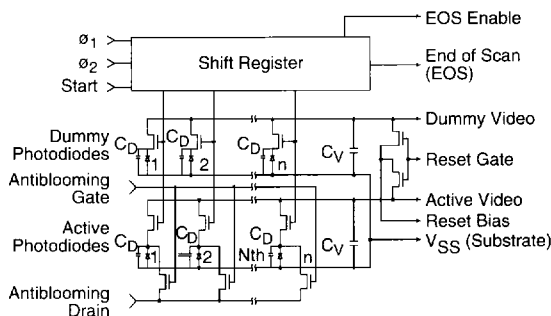 EOS Enable
ø1
ø2
Start
Shift Register
End of Scan
(EOS)
Dummy Video
Dummy
Photodiodes
CD
1
CD
2
CD
n
CV
Reset Gate
Antiblooming
Gate
Active Video
Reset Bias
VSS (Substrate)
Active
Photodiodes
CD
1
CD
2
CD
Nth
n
CV
Antiblooming
Drain